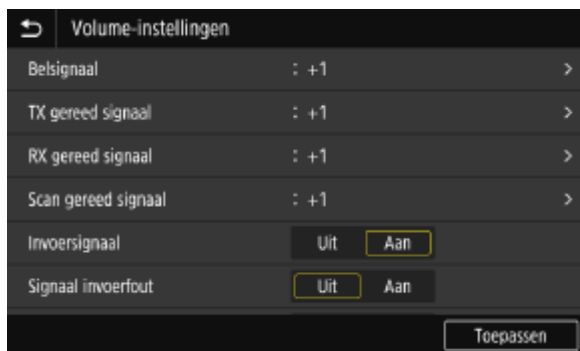 Volume-instellingen
Belsignaal : +1 >
TX gereed signaal : +1 >
RX gereed signaal : +1 >
Scan gereed signaal : +1 >
Invoersignaal Uit Aan
Signaal invoerfout Uit Aan
Toepassen